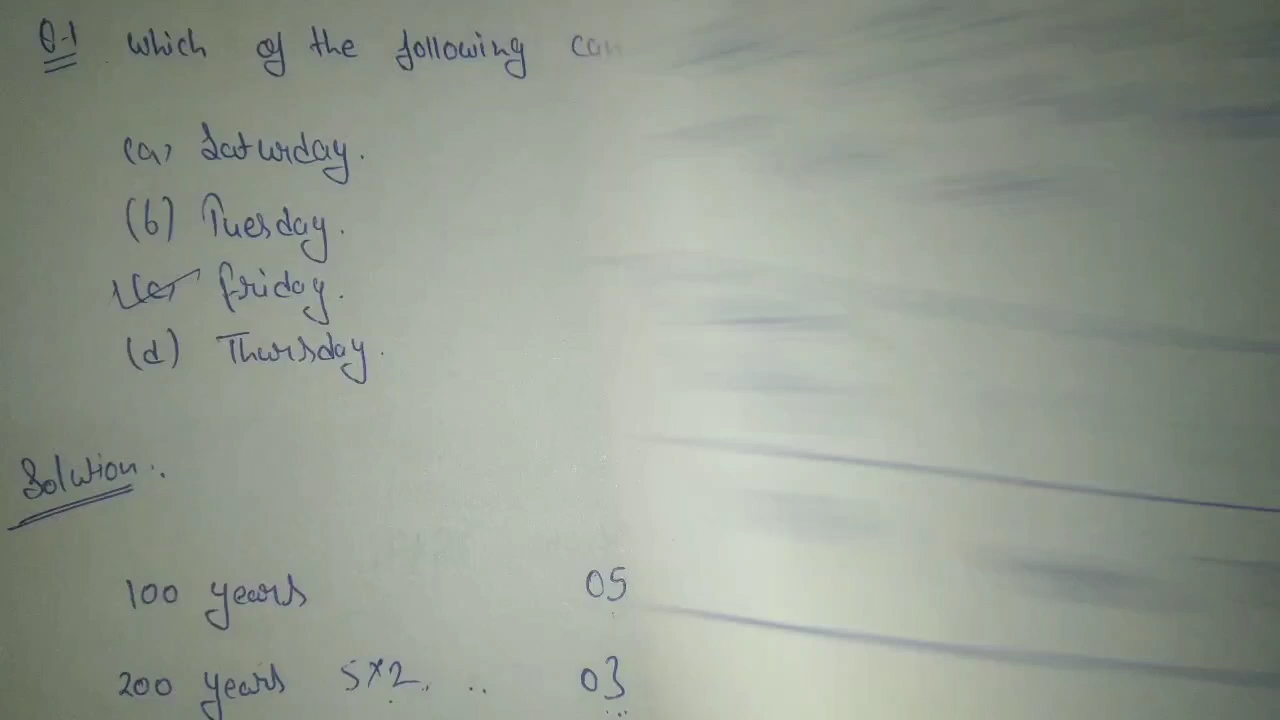 Q.1 Which of the following can
(a) Saturday.
(b) Tuesday.
(c) friday.
(d) Thursday.
Solution..
100 years 05
200 years 5×2. .. 03